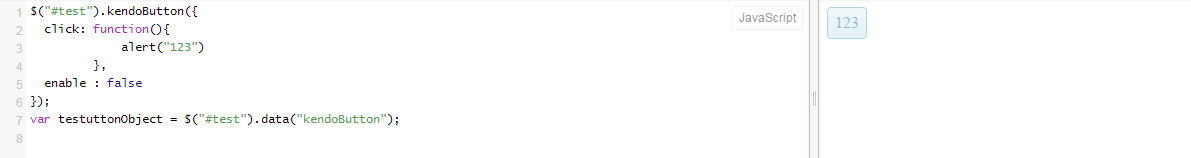 1 $("#test").kendoButton({
2 click: function(){
3 alert("123")
4 },
5 enable : false
6 });
7 var testuttonObject = $("#test").data("kendoButton");
8
JavaScript
123